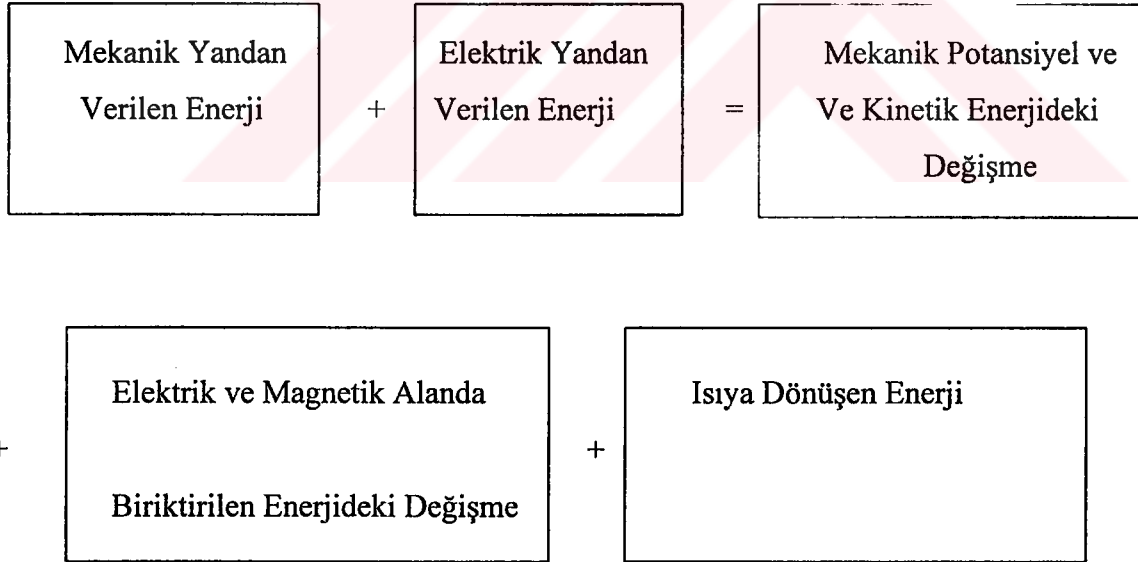 Mekanik Yandan
Verilen Enerji
+
Elektrik Yandan
Verilen Enerji
=
Mekanik Potansiyel ve
Ve Kinetik Enerjideki
Değişme
+
Elektrik ve Magnetik Alanda
Biriktirilen Enerjideki Değişme
+
Isıya Dönüşen Enerji